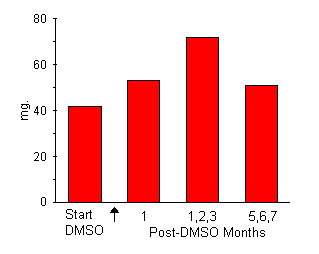 80
60
40
20
0
mg.
Start
DMSO
1
1,2,3
5,6,7
Post-DMSO Months